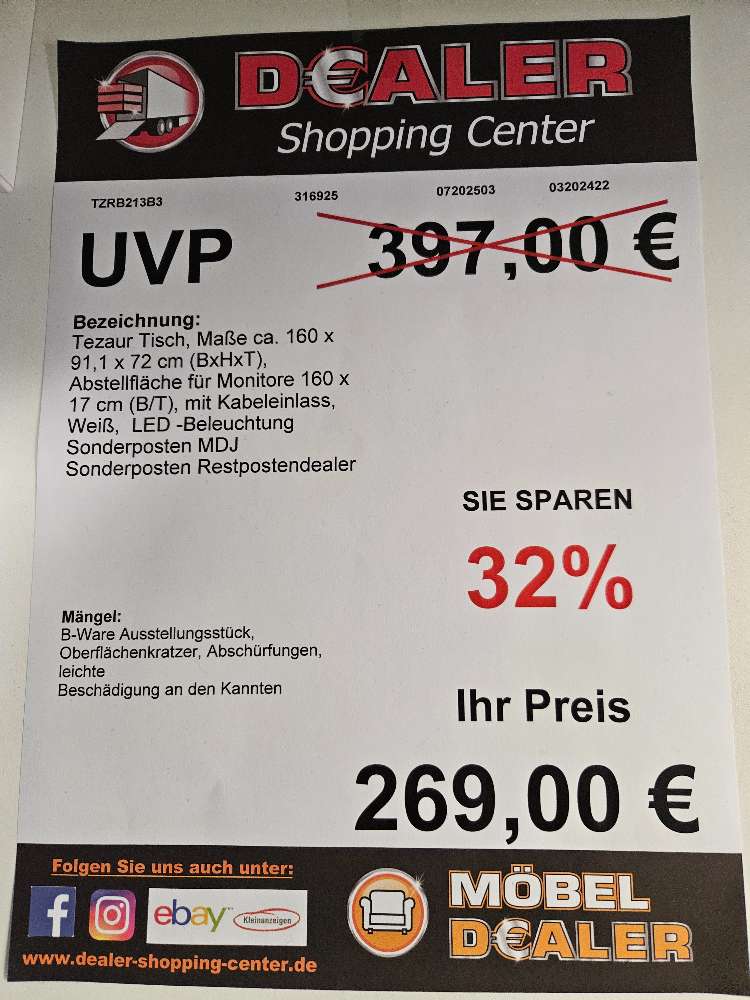 D€ALER
Shopping Center
TZRB213B3 316925 07202503 03202422
UVP 397,00 €
Bezeichnung:
Tezaur Tisch, Maße ca. 160 x
91,1 x 72 cm (BxHxT),
Abstellfläche für Monitore 160 x
17 cm (B/T), mit Kabeleinlass,
Weiß, LED -Beleuchtung
Sonderposten MDJ
Sonderposten Restpostendealer
SIE SPAREN
32%
Mängel:
B-Ware Ausstellungsstück,
Oberflächenkratzer, Abschürfungen,
leichte
Beschädigung an den Kannten
Ihr Preis
269,00 €
Folgen Sie uns auch unter:
f ebay™ Kleinanzeigen
www.dealer-shopping-center.de
MÖBEL
D€ALER